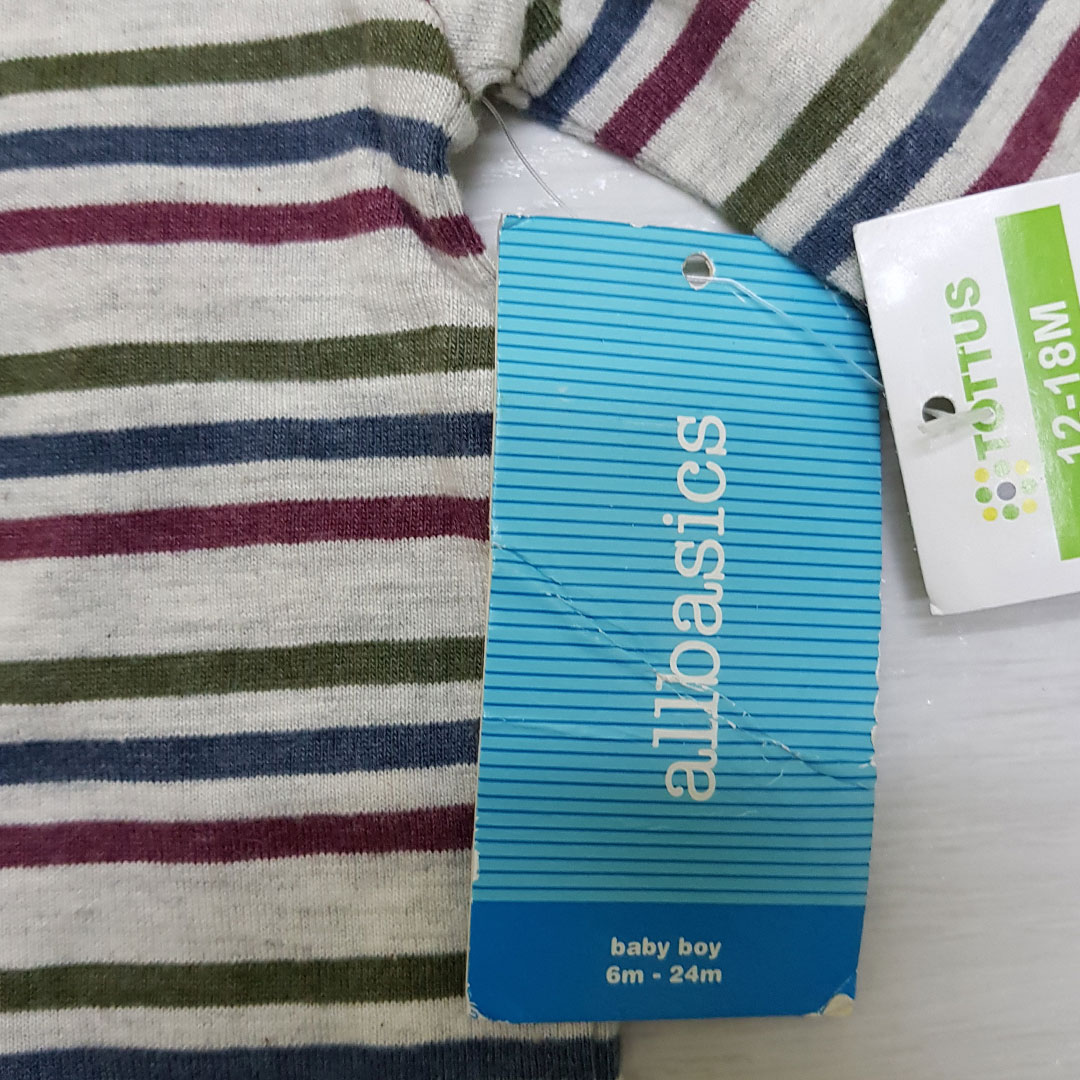 allbasics
baby boy
6m - 24m
TOTTUS
12-18M